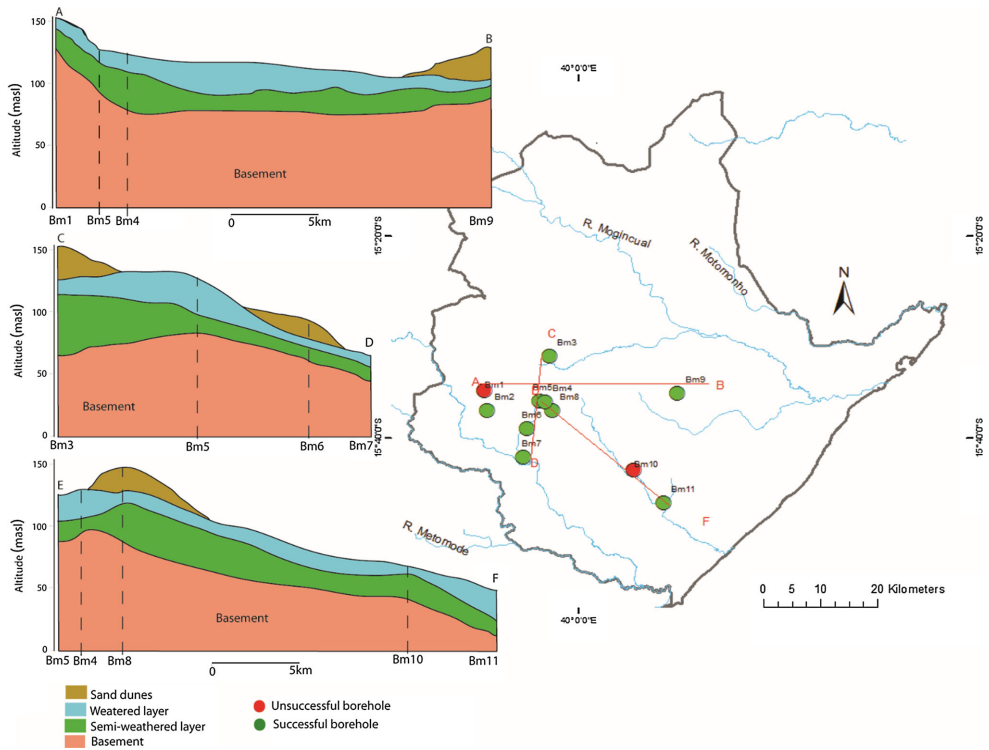 A
B
150
100
50
0
Altitude (masl)
Basement
Bm1 Bm5 Bm4 Bm9
0 5km
C
D
150
100
50
0
Altitude (masl)
Basement
Bm3 Bm5 Bm6 Bm7
E
F
150
100
50
0
Altitude (masl)
Basement
Bm5 Bm4 Bm8 Bm10 Bm11
0 5km
Sand dunes
Weatered layer
Semi-weathered layer
Basement
Unsuccessful borehole
Successful borehole
40°0'0"E
15°20'S
15°20'S
R. Mogincual
R. Motomonho
N
C
Bm3
A
Bm1
B
Bm9
Bm2
Bm5
Bm4
Bm8
Bm6
Bm7
D
15°40'S
15°40'S
Bm10
Bm11
F
R. Metomode
0 5 10 20 Kilometers
40°0'0"E